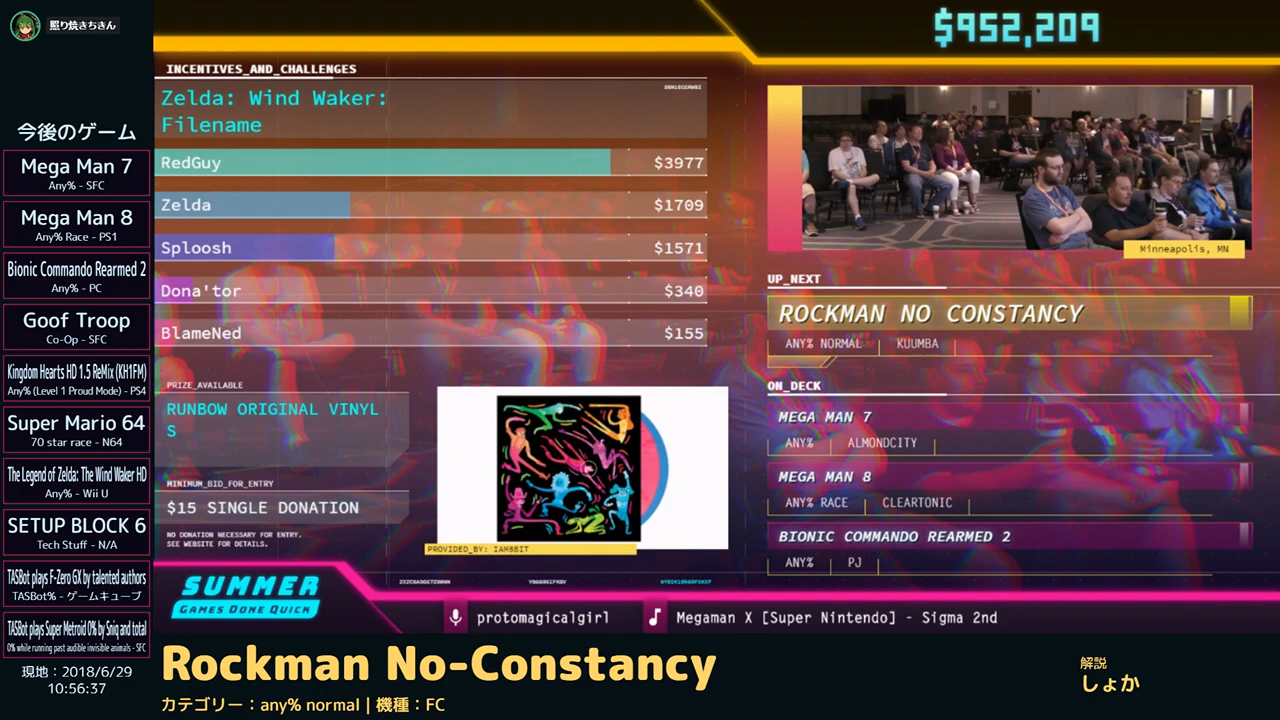 照り焼きちきん
今後のゲーム
Mega Man 7
Any% - SFC
Mega Man 8
Any% Race - PS1
Bionic Commando Rearmed 2
Any% - PC
Goof Troop
Co-Op - SFC
Kingdom Hearts HD 1.5 ReMix (KH1FM)
Any% (Level 1 Proud Mode) - PS4
Super Mario 64
70 star race - N64
The Legend of Zelda: The Wind Waker HD
Any% - Wii U
SETUP BLOCK 6
Tech Stuff - N/A
TASBot plays F-Zero GX by talented authors
TASBot% - ゲームキューブ
TASBot plays Super Metroid 0% by Sniq and total
0% while running past audible invisible animals - SFC
現地：2018/6/29
10:56:37
$952,209
INCENTIVES_AND_CHALLENGES
Zelda: Wind Waker:
Filename
RedGuy $3977
Zelda $1709
Sploosh $1571
Dona'tor $340
BlameNed $155
PRIZE_AVAILABLE
RUNBOW ORIGINAL VINYL
S
MINIMUM_BID_FOR_ENTRY
$15 SINGLE DONATION
NO DONATION NECESSARY FOR ENTRY.
SEE WEBSITE FOR DETAILS.
PROVIDED_BY: IAM8BIT
Minneapolis, MN
UP_NEXT
ROCKMAN NO CONSTANCY
ANY% NORMAL KUUMBA
ON_DECK
MEGA MAN 7
ANY% ALMONDCITY
MEGA MAN 8
ANY% RACE CLEARTONIC
BIONIC COMMANDO REARMED 2
ANY% PJ
SUMMER
GAMES DONE QUICK
protomagicalgirl
Megaman X [Super Nintendo] - Sigma 2nd
Rockman No-Constancy
カテゴリー：any% normal | 機種：FC
解説
しょか